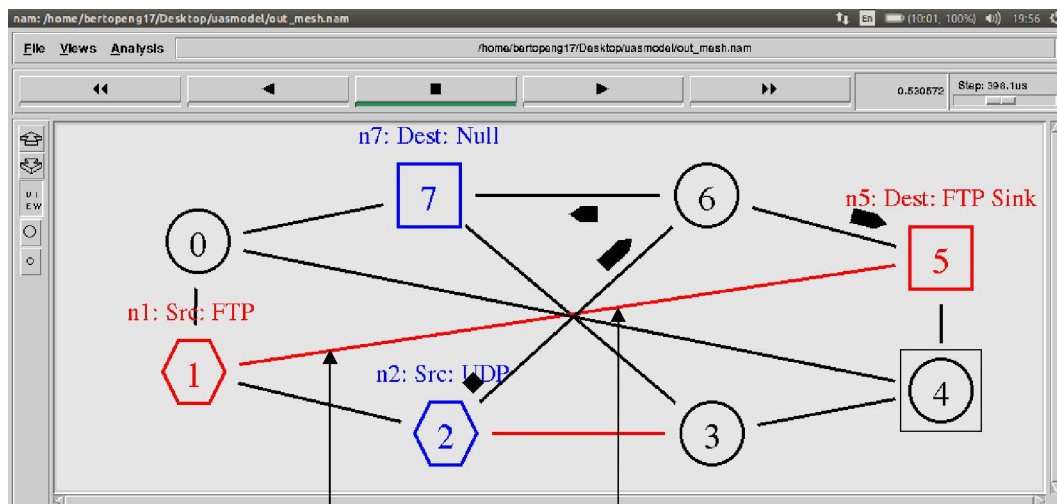 nam: /home/bertopeng17/Desktop/uasmodel/out_mesh.nam
En (10:01, 100%) 19:56
File Views Analysis /home/bertopeng17/Desktop/uasmodel/out_mesh.nam
0.530572 Step: 398.1us
VIEW
n7: Dest: Null
7
6
n5: Dest: FTP Sink
0
5
n1: Src: FTP
1
n2: Src: UDP
4
2
3